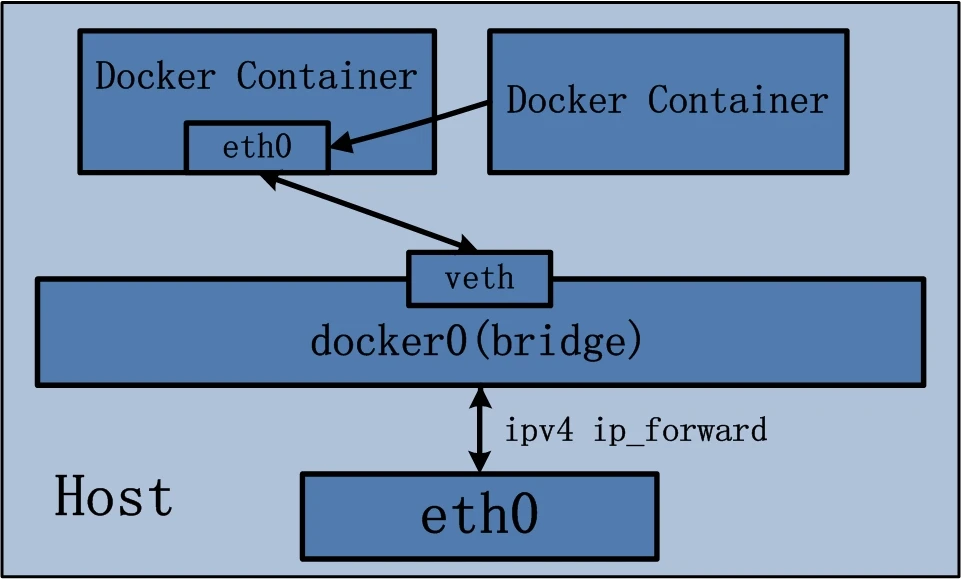 Docker Container
Docker Container
eth0
veth
docker0(bridge)
ipv4 ip_forward
Host
eth0